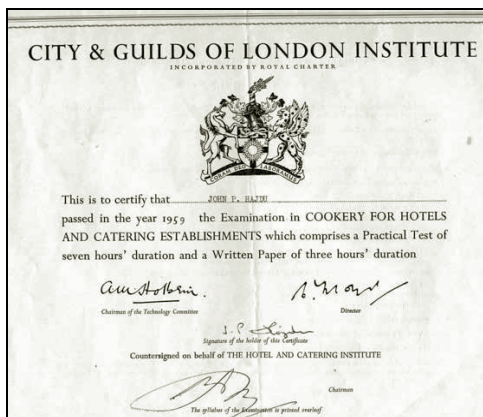 CITY & GUILDS OF LONDON INSTITUTE
INCORPORATED BY ROYAL CHARTER
This is to certify that JOHN P. HAJDU
passed in the year 1959 the Examination in COOKERY FOR HOTELS
AND CATERING ESTABLISHMENTS which comprises a Practical Test of
seven hours' duration and a Written Paper of three hours' duration
Chairman of the Technology Committee
Director
Signature of the holder of this Certificate
Countersigned on behalf of THE HOTEL AND CATERING INSTITUTE
Chairman
The syllabus of the Examination is printed overleaf